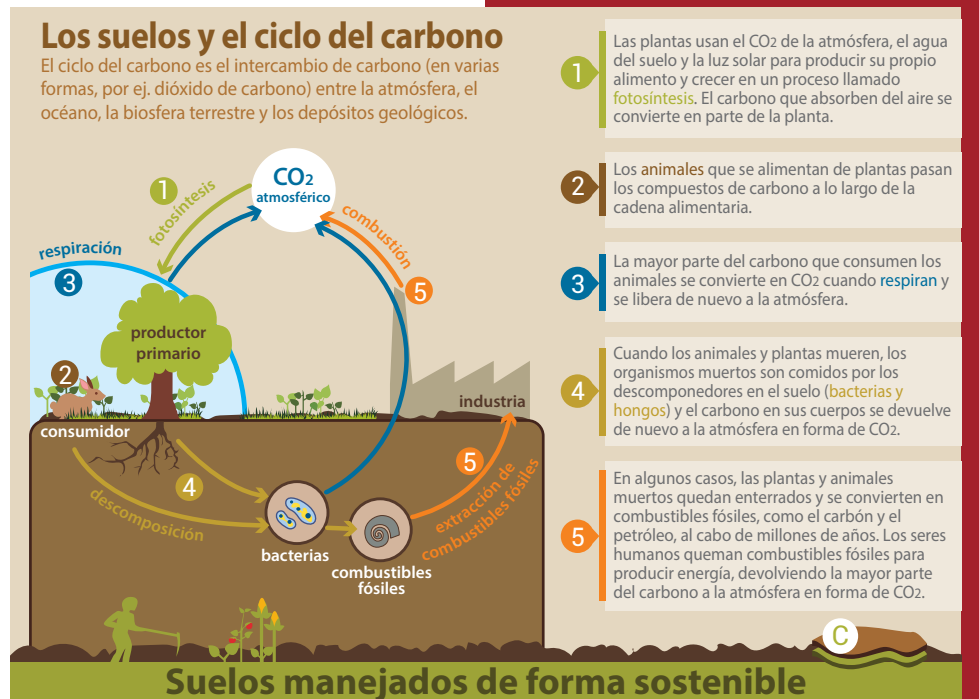 Los suelos y el ciclo del carbono
El ciclo del carbono es el intercambio de carbono (en varias
formas, por ej. dióxido de carbono) entre la atmósfera, el
océano, la biosfera terrestre y los depósitos geológicos.
CO2
atmosférico
1
fotosíntesis
combustión
5
respiración
3
productor
primario
2
consumidor
industria
4
descomposición
5
extracción de
combustibles fósiles
bacterias
combustibles
fósiles
1
Las plantas usan el CO2 de la atmósfera, el agua
del suelo y la luz solar para producir su propio
alimento y crecer en un proceso llamado
fotosíntesis. El carbono que absorben del aire se
convierte en parte de la planta.
2
Los animales que se alimentan de plantas pasan
los compuestos de carbono a lo largo de la
cadena alimentaria.
3
La mayor parte del carbono que consumen los
animales se convierte en CO2 cuando respiran y
se libera de nuevo a la atmósfera.
4
Cuando los animales y plantas mueren, los
organismos muertos son comidos por los
descomponedores en el suelo (bacterias y
hongos) y el carbono en sus cuerpos se devuelve
de nuevo a la atmósfera en forma de CO2.
5
En algunos casos, las plantas y animales
muertos quedan enterrados y se convierten en
combustibles fósiles, como el carbón y el
petróleo, al cabo de millones de años. Los seres
humanos queman combustibles fósiles para
producir energía, devolviendo la mayor parte
del carbono a la atmósfera en forma de CO2.
C
Suelos manejados de forma sostenible